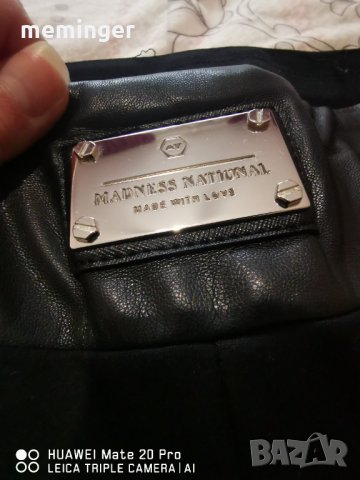 meminger
MADNESS NATIONAL
MADE WITH LOVE
HUAWEI Mate 20 Pro
LEICA TRIPLE CAMERA | AI
BAZAR